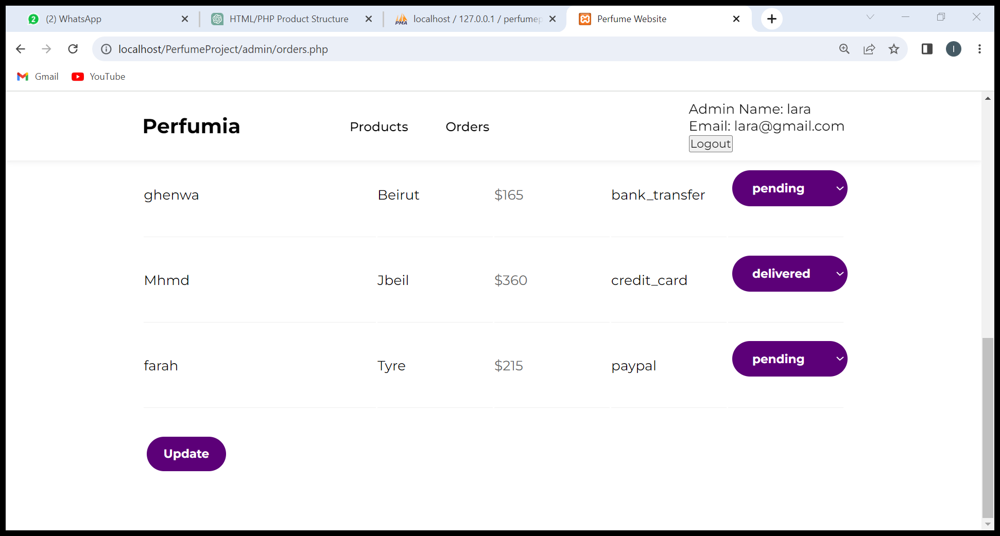 2 (2) WhatsApp
HTML/PHP Product Structure
PMA localhost / 127.0.0.1 / perfumep
Perfume Website
localhost/PerfumeProject/admin/orders.php
I
Gmail YouTube
Perfumia
Products Orders
Admin Name: lara
Email: lara@gmail.com
Logout
ghenwa Beirut $165 bank_transfer pending
Mhmd Jbeil $360 credit_card delivered
farah Tyre $215 paypal pending
Update